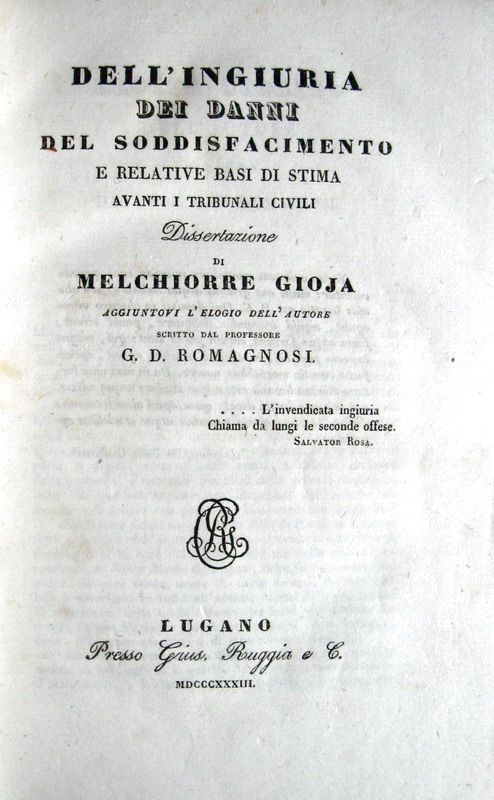 DELL'INGIURIA
DEI DANNI
DEL SODDISFACIMENTO
E RELATIVE BASI DI STIMA
AVANTI I TRIBUNALI CIVILI
Dissertazione
DI
MELCHIORRE GIOJA
AGGIUNTOVI L'ELOGIO DELL'AUTORE
SCRITTO DAL PROFESSORE
G. D. ROMAGNOSI.
. . . . L'invendicata ingiuria
Chiama da lungi le seconde offese.
SALVATOR ROSA.
LUGANO
Presso Gius. Ruggia e C.
MDCCCXXXIII.